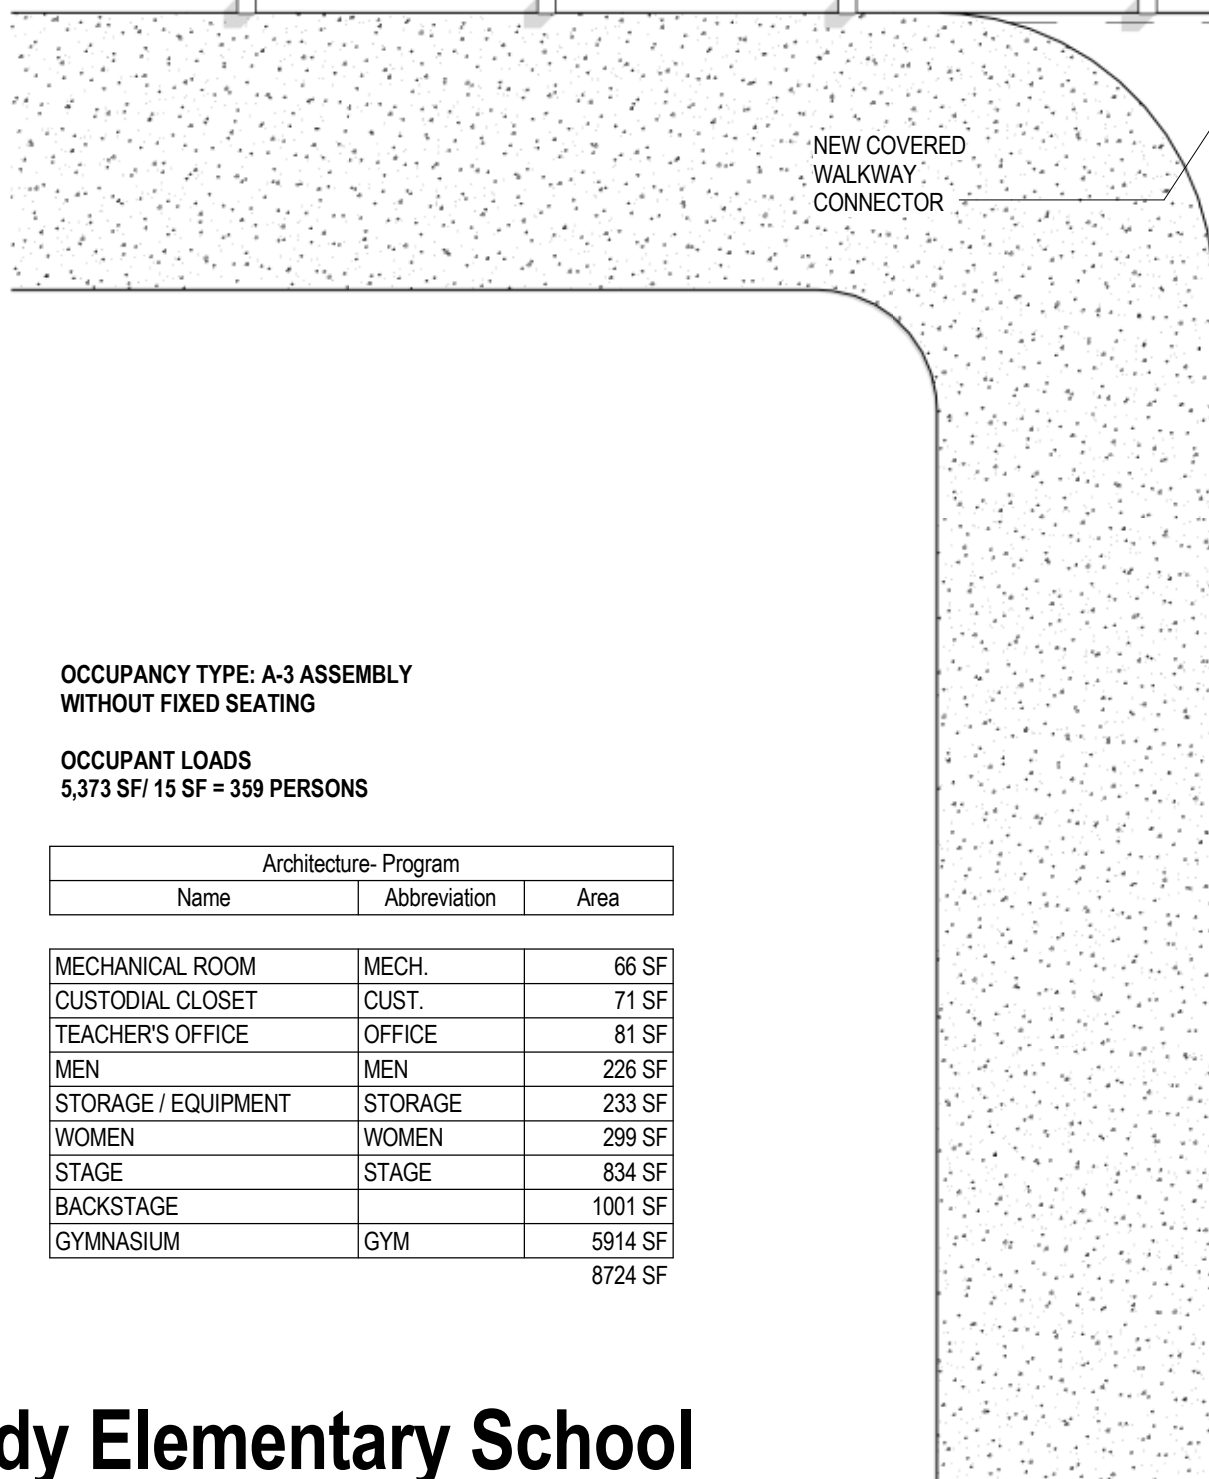 NEW COVERED
WALKWAY
CONNECTOR
OCCUPANCY TYPE: A-3 ASSEMBLY
WITHOUT FIXED SEATING
OCCUPANT LOADS
5,373 SF/ 15 SF = 359 PERSONS
Architecture- Program
Name Abbreviation Area
MECHANICAL ROOM MECH. 66 SF
CUSTODIAL CLOSET CUST. 71 SF
TEACHER'S OFFICE OFFICE 81 SF
MEN MEN 226 SF
STORAGE / EQUIPMENT STORAGE 233 SF
WOMEN WOMEN 299 SF
STAGE STAGE 834 SF
BACKSTAGE 1001 SF
GYMNASIUM GYM 5914 SF
8724 SF
dy Elementary School